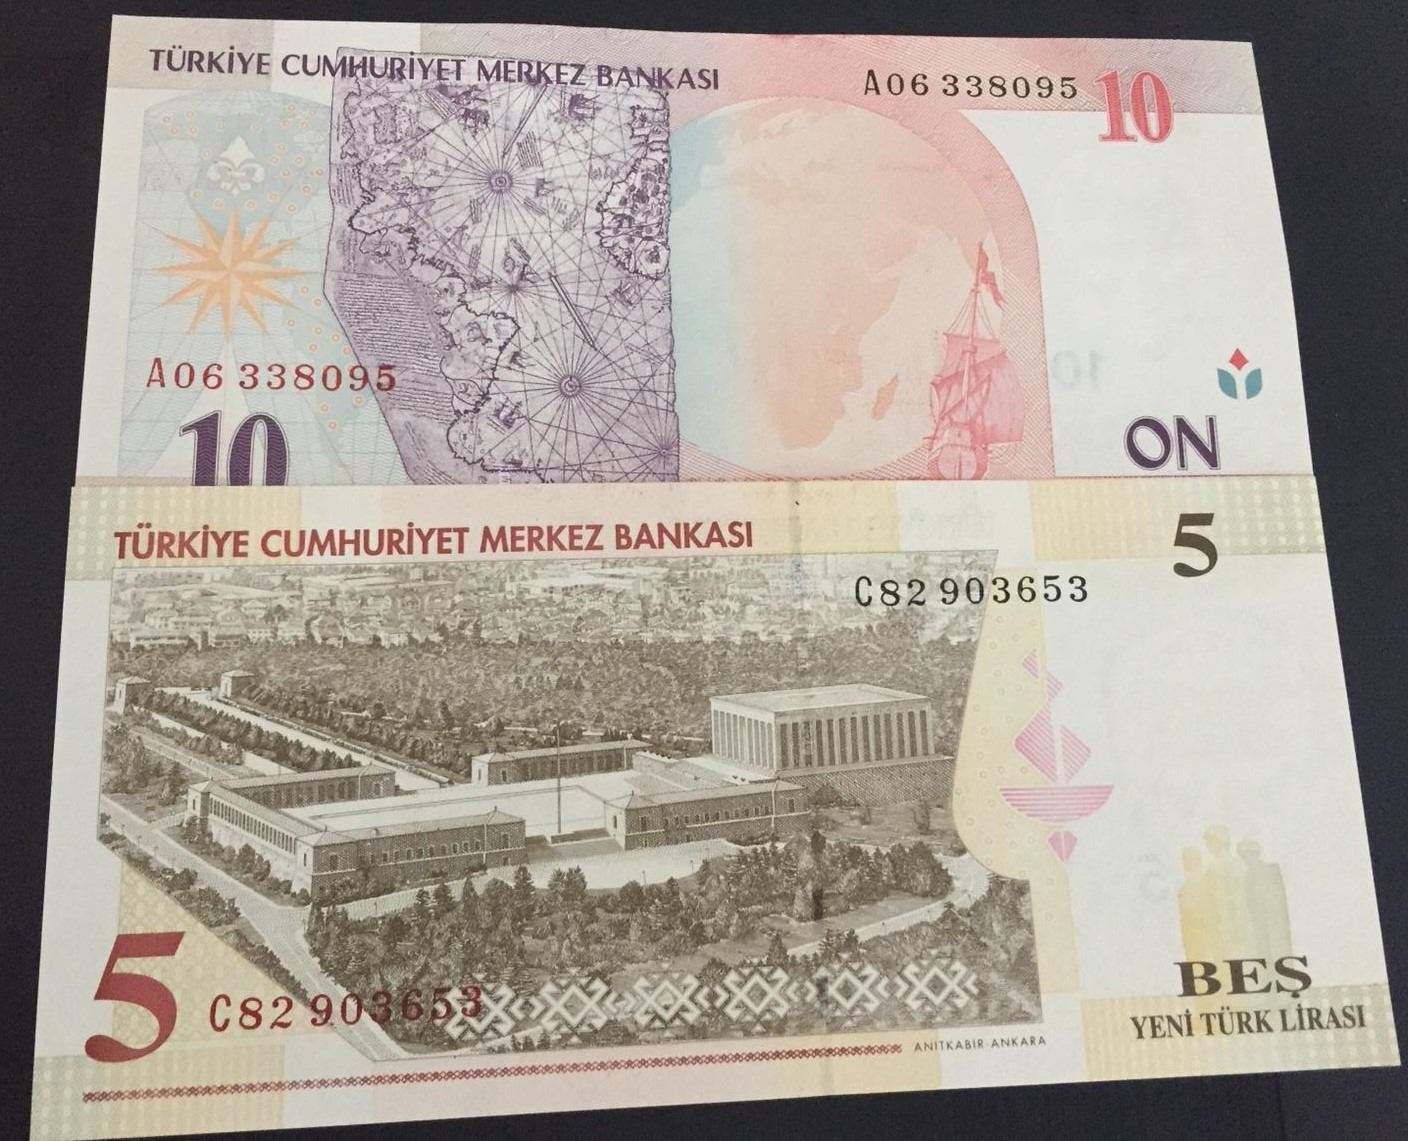 TÜRKİYE CUMHURİYET MERKEZ BANKASI
A06 338095
10
A06 338095
10
ON
TÜRKİYE CUMHURİYET MERKEZ BANKASI
5
C82 903653
5
C82 903653
BEŞ
YENİ TÜRK LİRASI
ANITKABİR-ANKARA